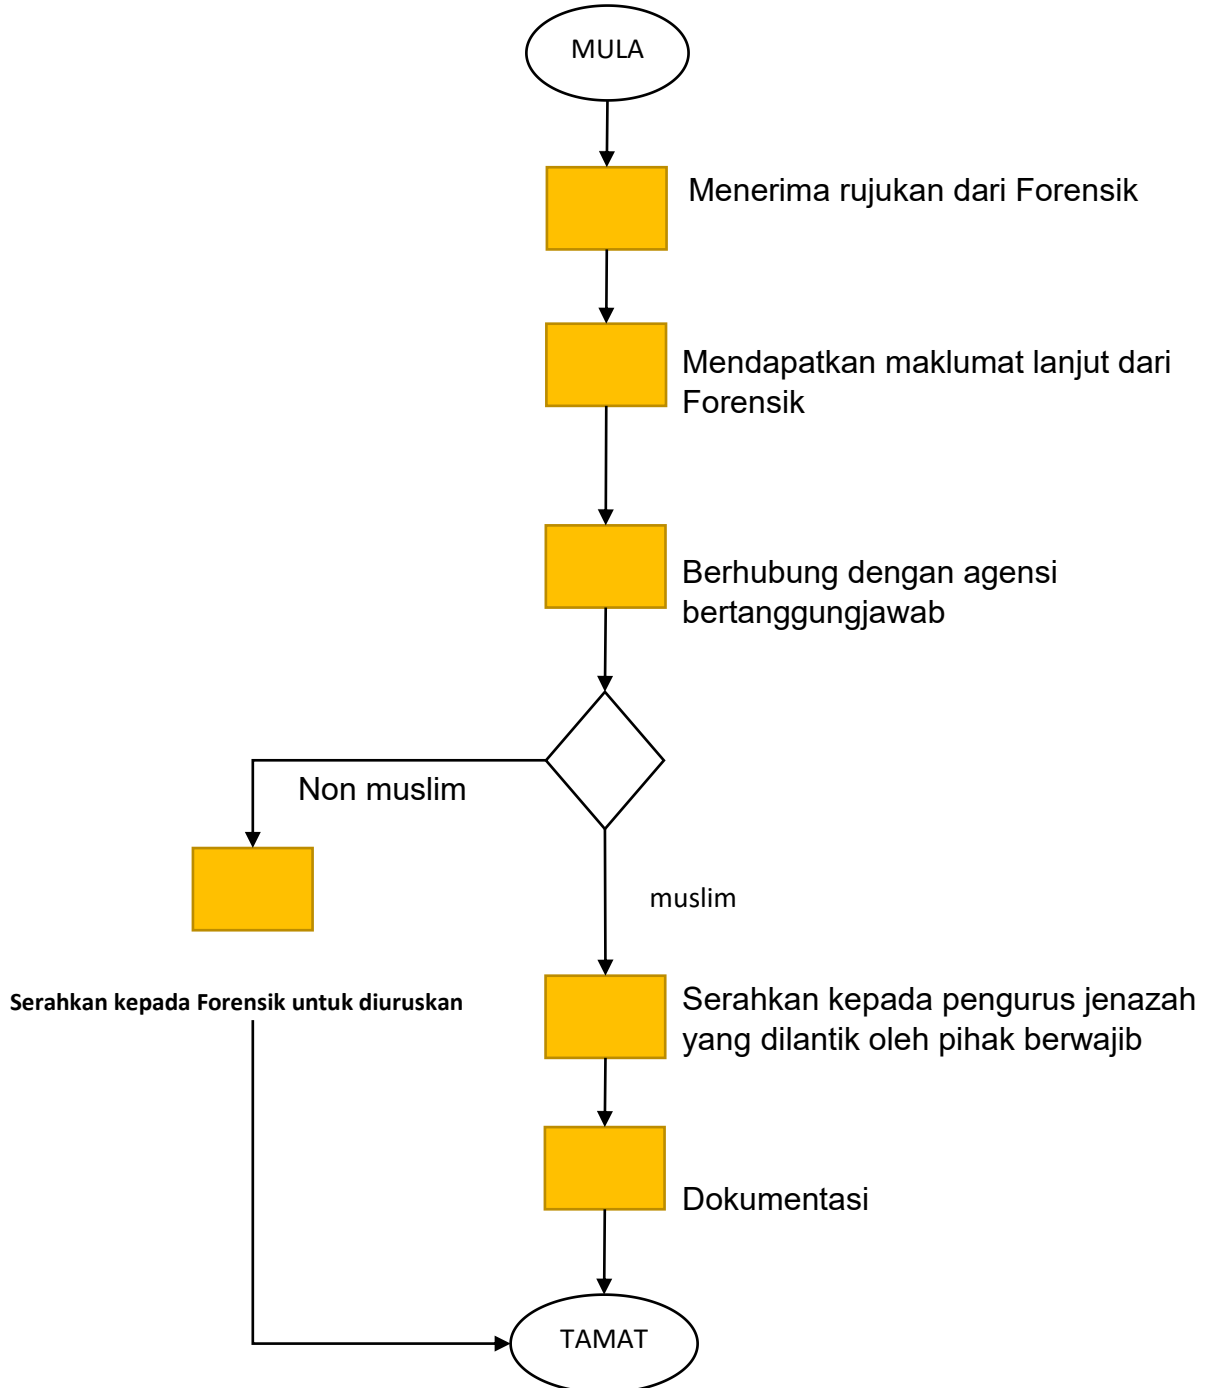 MULA
Menerima rujukan dari Forensik
Mendapatkan maklumat lanjut dari
Forensik
Berhubung dengan agensi
bertanggungjawab
Non muslim
muslim
Serahkan kepada Forensik untuk diuruskan
Serahkan kepada pengurus jenazah
yang dilantik oleh pihak berwajib
Dokumentasi
TAMAT